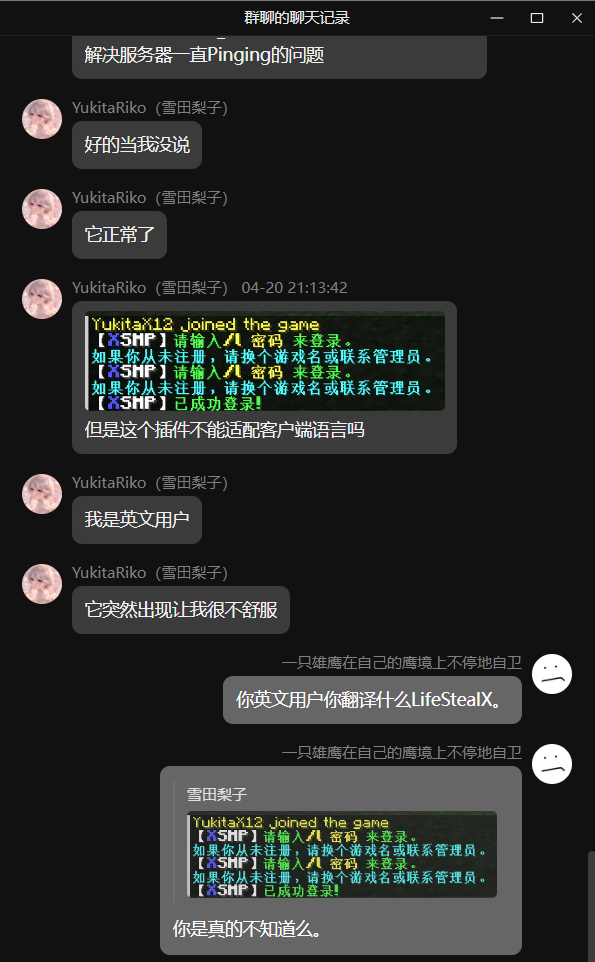 群聊的聊天记录
解决服务器一直Pinging的问题
YukitaRiko（雪田梨子）
好的当我没说
YukitaRiko（雪田梨子）
它正常了
YukitaRiko（雪田梨子） 04-20 21:13:42
YukitaX12 joined the game
【XSMP】请输入/l 密码 来登录。
如果你从未注册，请换个游戏名或联系管理员。
【XSMP】请输入/l 密码 来登录。
如果你从未注册，请换个游戏名或联系管理员。
【XSMP】已成功登录!
但是这个插件不能适配客户端语言吗
YukitaRiko（雪田梨子）
我是英文用户
YukitaRiko（雪田梨子）
它突然出现让我很不舒服
一只雄鹰在自己的鹰境上不停地自卫
你英文用户你翻译什么LifeStealX。
一只雄鹰在自己的鹰境上不停地自卫
雪田梨子
YukitaX12 joined the game
【XSMP】请输入/l 密码 来登录。
如果你从未注册，请换个游戏名或联系管理员。
【XSMP】请输入/l 密码 来登录。
如果你从未注册，请换个游戏名或联系管理员。
【XSMP】已成功登录!
你是真的不知道么。